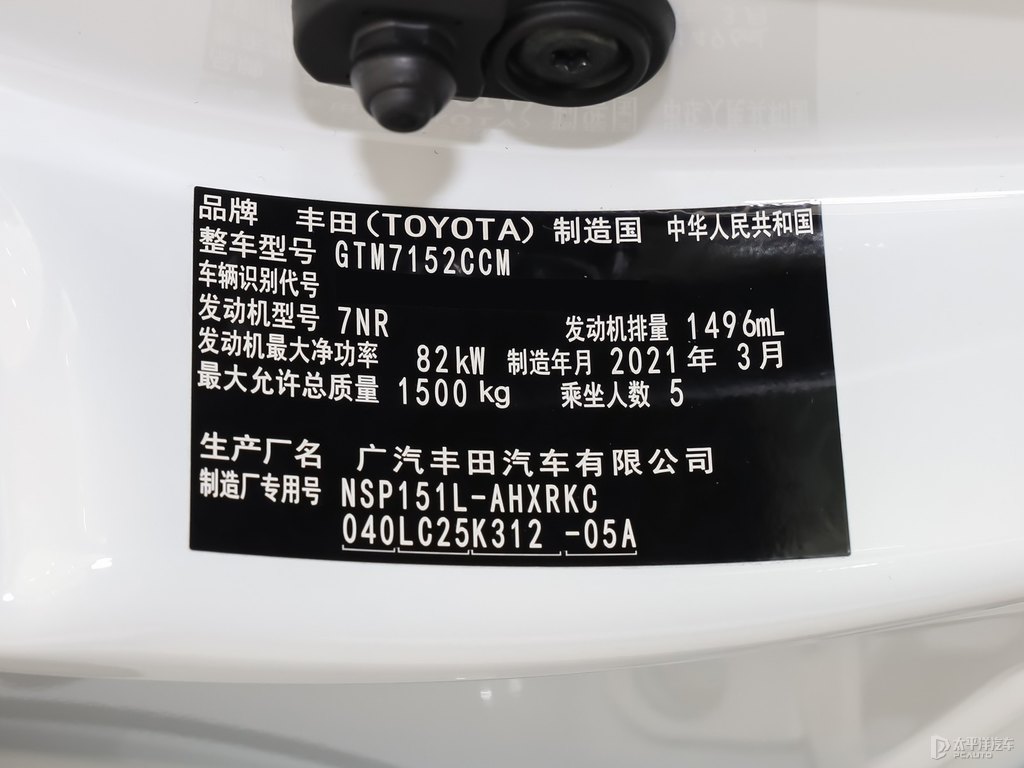 品牌 丰田(TOYOTA) 制造国 中华人民共和国
整车型号 GTM7152CCM
车辆识别代号
发动机型号 7NR 发动机排量 1496mL
发动机最大净功率 82kW 制造年月 2021年 3月
最大允许总质量 1500kg 乘坐人数 5
生产厂名 广汽丰田汽车有限公司
制造厂专用号 NSP151L-AHXRKC
040LC25K312 -05A
太平洋汽车
PCAUTO